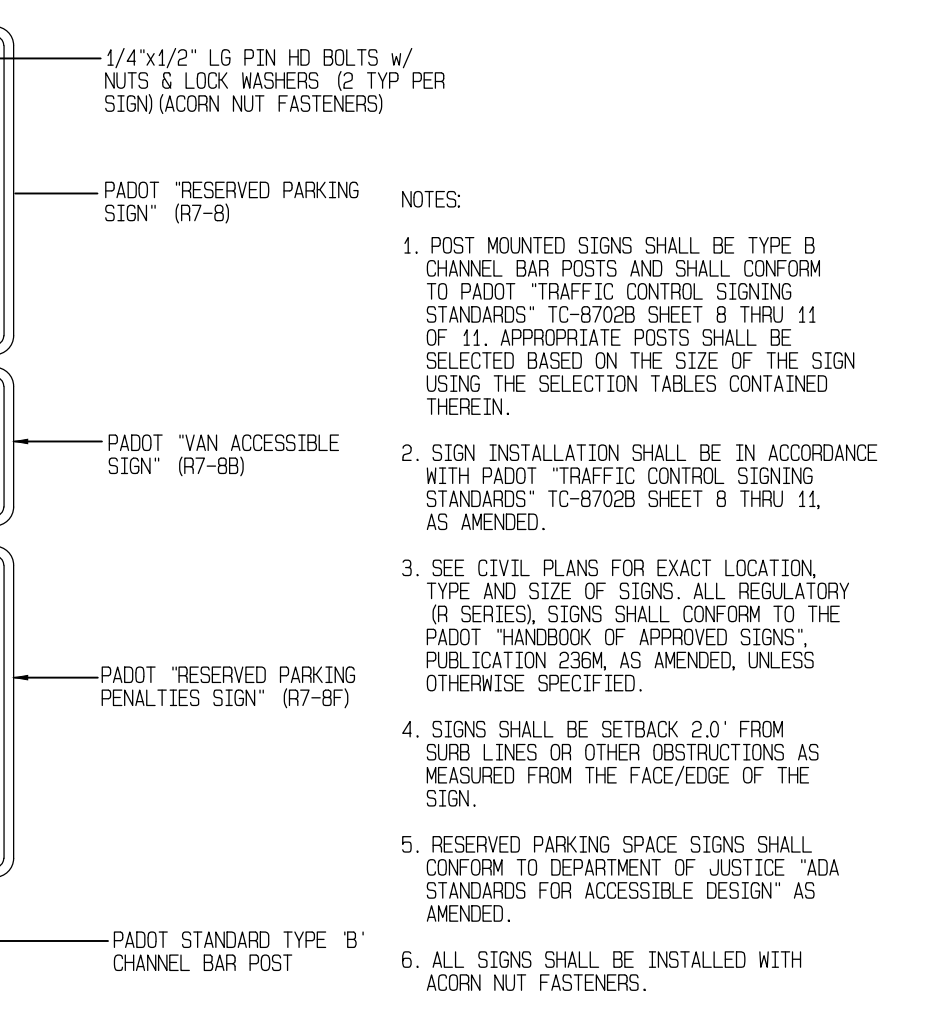 1/4"x1/2" LG PIN HD BOLTS w/
NUTS & LOCK WASHERS (2 TYP PER
SIGN)(ACORN NUT FASTENERS)
PADOT "RESERVED PARKING
SIGN" (R7-8)
PADOT "VAN ACCESSIBLE
SIGN" (R7-8B)
PADOT "RESERVED PARKING
PENALTIES SIGN" (R7-8F)
PADOT STANDARD TYPE 'B'
CHANNEL BAR POST
NOTES:
1. POST MOUNTED SIGNS SHALL BE TYPE B
CHANNEL BAR POSTS AND SHALL CONFORM
TO PADOT "TRAFFIC CONTROL SIGNING
STANDARDS" TC-8702B SHEET 8 THRU 11
OF 11. APPROPRIATE POSTS SHALL BE
SELECTED BASED ON THE SIZE OF THE SIGN
USING THE SELECTION TABLES CONTAINED
THEREIN.
2. SIGN INSTALLATION SHALL BE IN ACCORDANCE
WITH PADOT "TRAFFIC CONTROL SIGNING
STANDARDS" TC-8702B SHEET 8 THRU 11,
AS AMENDED.
3. SEE CIVIL PLANS FOR EXACT LOCATION,
TYPE AND SIZE OF SIGNS. ALL REGULATORY
(R SERIES), SIGNS SHALL CONFORM TO THE
PADOT "HANDBOOK OF APPROVED SIGNS",
PUBLICATION 236M, AS AMENDED, UNLESS
OTHERWISE SPECIFIED.
4. SIGNS SHALL BE SETBACK 2.0' FROM
SURB LINES OR OTHER OBSTRUCTIONS AS
MEASURED FROM THE FACE/EDGE OF THE
SIGN.
5. RESERVED PARKING SPACE SIGNS SHALL
CONFORM TO DEPARTMENT OF JUSTICE "ADA
STANDARDS FOR ACCESSIBLE DESIGN" AS
AMENDED.
6. ALL SIGNS SHALL BE INSTALLED WITH
ACORN NUT FASTENERS.